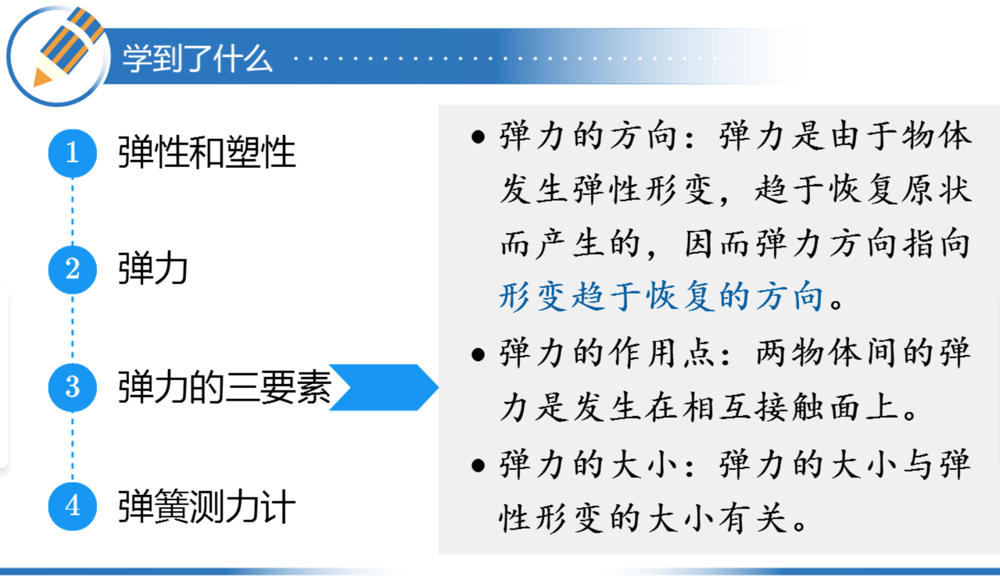 学到了什么
1 弹性和塑性
2 弹力
3 弹力的三要素
4 弹簧测力计
• 弹力的方向：弹力是由于物体
发生弹性形变，趋于恢复原状
而产生的，因而弹力方向指向
形变趋于恢复的方向。
• 弹力的作用点：两物体间的弹
力是发生在相互接触面上。
• 弹力的大小：弹力的大小与弹
性形变的大小有关。